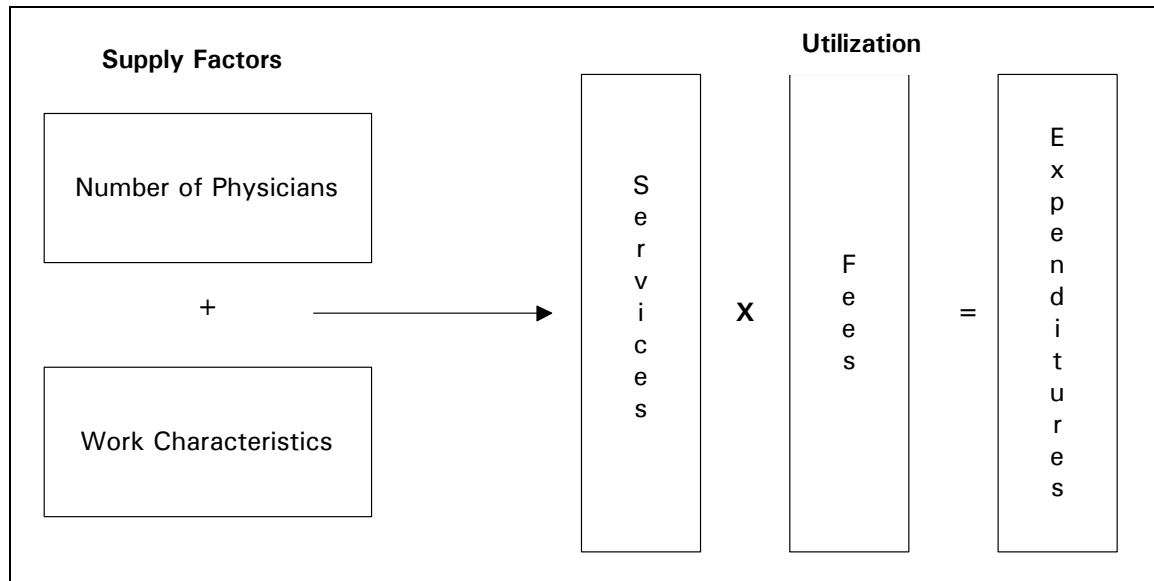 Supply Factors
Utilization
Number of Physicians
+
Work Characteristics
Services
X
Fees
=
Expenditures